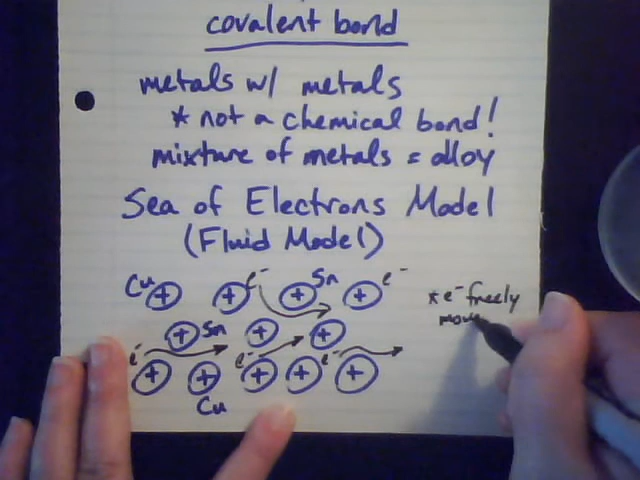 covalent bond
metals w/ metals
* not a chemical bond!
mixture of metals = alloy
Sea of Electrons Model
(Fluid Model)
Cu + + e⁻ + Sn + e⁻
+ Sn + +
e⁻ + + e⁻ + + e⁻ +
Cu
* e⁻ freely
move